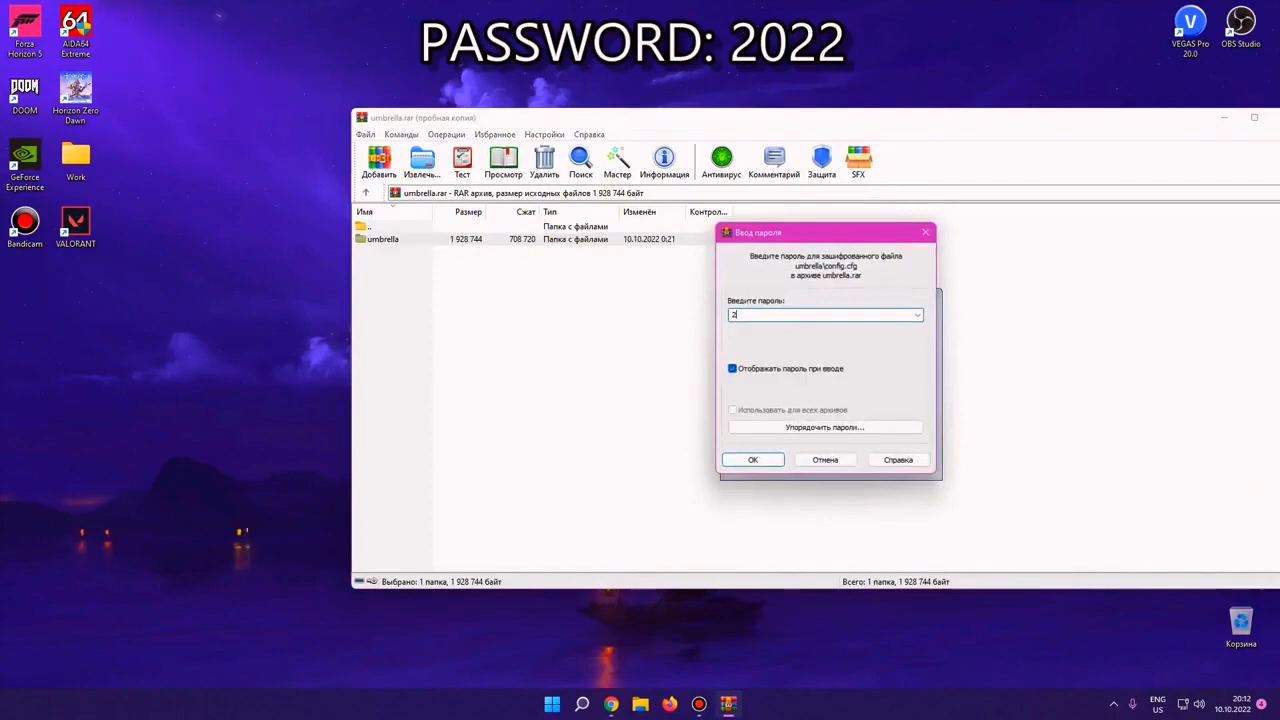 PASSWORD: 2022
Forza
Horizon 5
64
AIDA64
Extreme
V
VEGAS Pro
20.0
OBS Studio
DOOM
DOOM
Horizon Zero
Dawn
GeForce
Experience
Work
Bandicam
VALORANT
umbrella.rar (пробная копия)
Файл Команды Операции Избранное Настройки Справка
Добавить Извлечь... Тест Просмотр Удалить Поиск Мастер Информация Антивирус Комментарий Защита SFX
umbrella.rar - RAR архив, размер исходных файлов 1 928 744 байт
Имя Размер Сжат Тип Изменён Контрол...
.. Папка с файлами
umbrella 1 928 744 708 720 Папка с файлами 10.10.2022 0:21
Ввод пароля
Введите пароль для зашифрованного файла
umbrella\config.cfg
в архиве umbrella.rar
Введите пароль:
2
Отображать пароль при вводе
Использовать для всех архивов
Упорядочить пароли...
OK Отмена Справка
Выбрано: 1 папка, 1 928 744 байт Всего: 1 папка, 1 928 744 байт
Корзина
ENG
US
20:12
10.10.2022
4